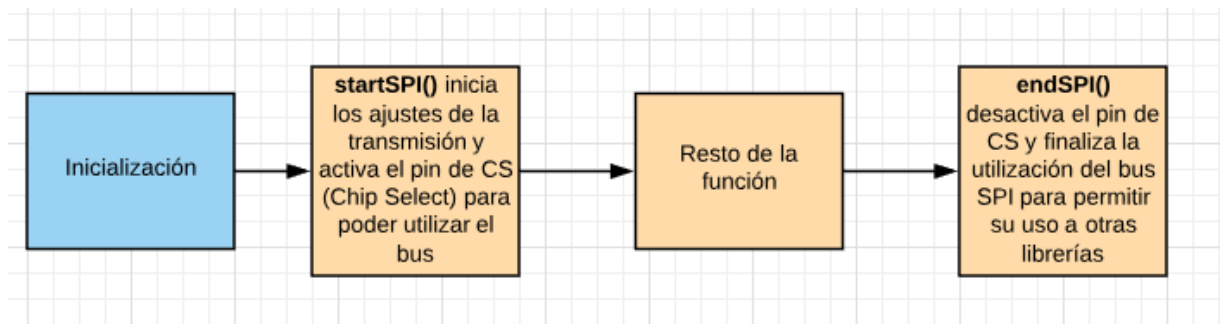 Inicialización
startSPI() inicia
los ajustes de la
transmisión y
activa el pin de CS
(Chip Select) para
poder utilizar el
bus
Resto de la
función
endSPI()
desactiva el pin de
CS y finaliza la
utilización del bus
SPI para permitir
su uso a otras
librerías